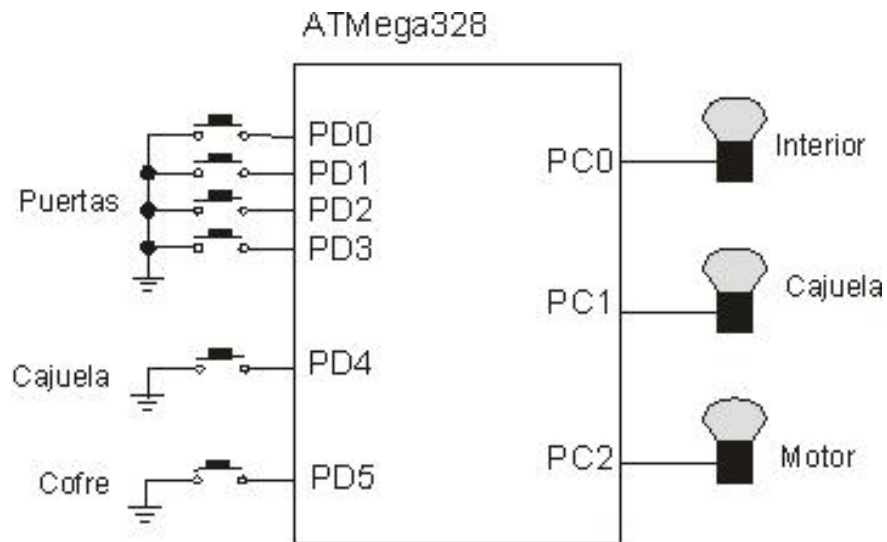 ATMega328
PD0
PD1
PD2
PD3
Puertas
PD4
Cajuela
PD5
Cofre
PC0
Interior
PC1
Cajuela
PC2
Motor